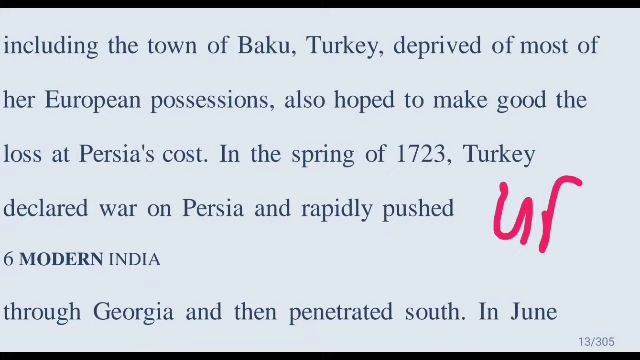 including the town of Baku, Turkey, deprived of most of
her European possessions, also hoped to make good the
loss at Persia's cost. In the spring of 1723, Turkey
declared war on Persia and rapidly pushed
6 MODERN INDIA
through Georgia and then penetrated south. In June
13/305